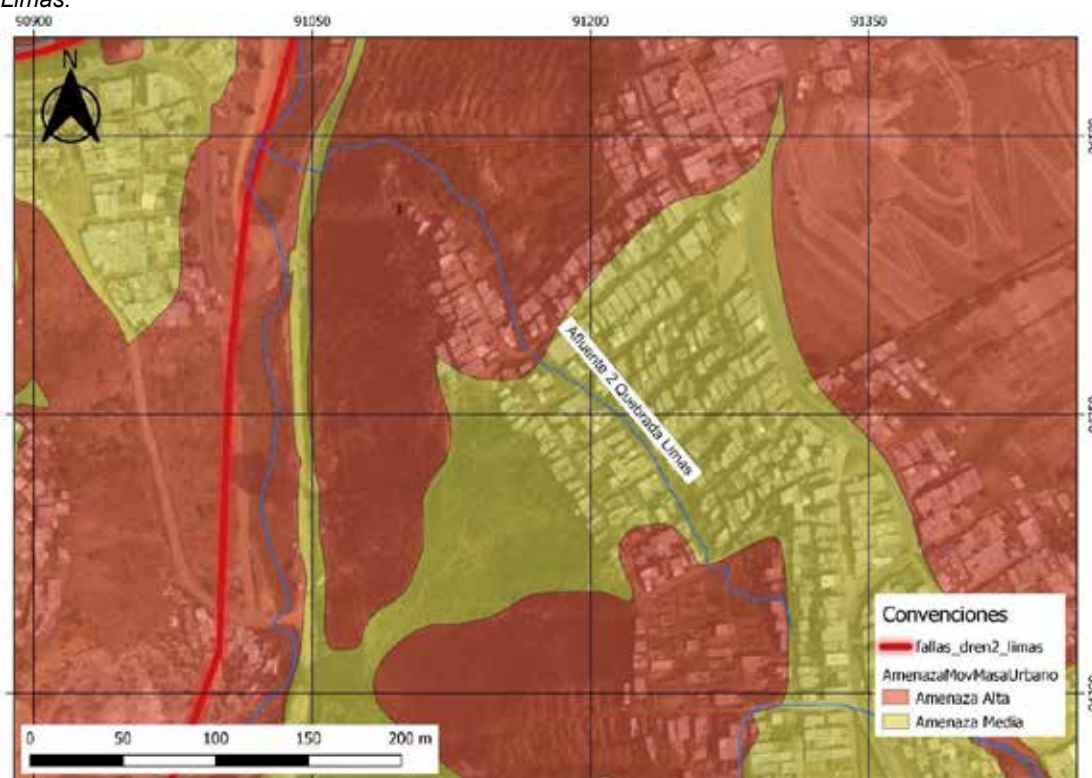 Limas.
90900 91050 91200 91350
N
Afluente 2 Quebrada Limas
Convenciones
fallas_dren2_limas
AmenazaMovMasaUrbano
Amenaza Alta
Amenaza Media
0 50 100 150 200 m